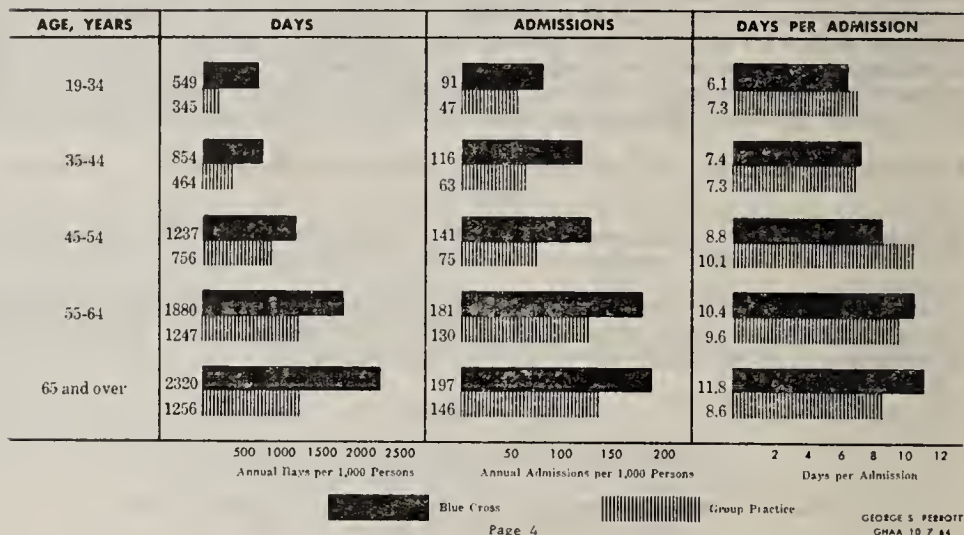 AGE, YEARS DAYS ADMISSIONS DAYS PER ADMISSION
19-34 549 91 6.1
345 47 7.3
35-44 854 116 7.4
464 63 7.3
45-54 1237 141 8.8
756 75 10.1
55-64 1880 181 10.4
1247 130 9.6
65 and over 2320 197 11.8
1256 146 8.6
500 1000 1500 2000 2500 50 100 150 200 2 4 6 8 10 12
Annual Days per 1,000 Persons Annual Admissions per 1,000 Persons Days per Admission
Blue Cross Group Practice
Page 4
GEORGE S PERROTT
GHAA 10 7 64